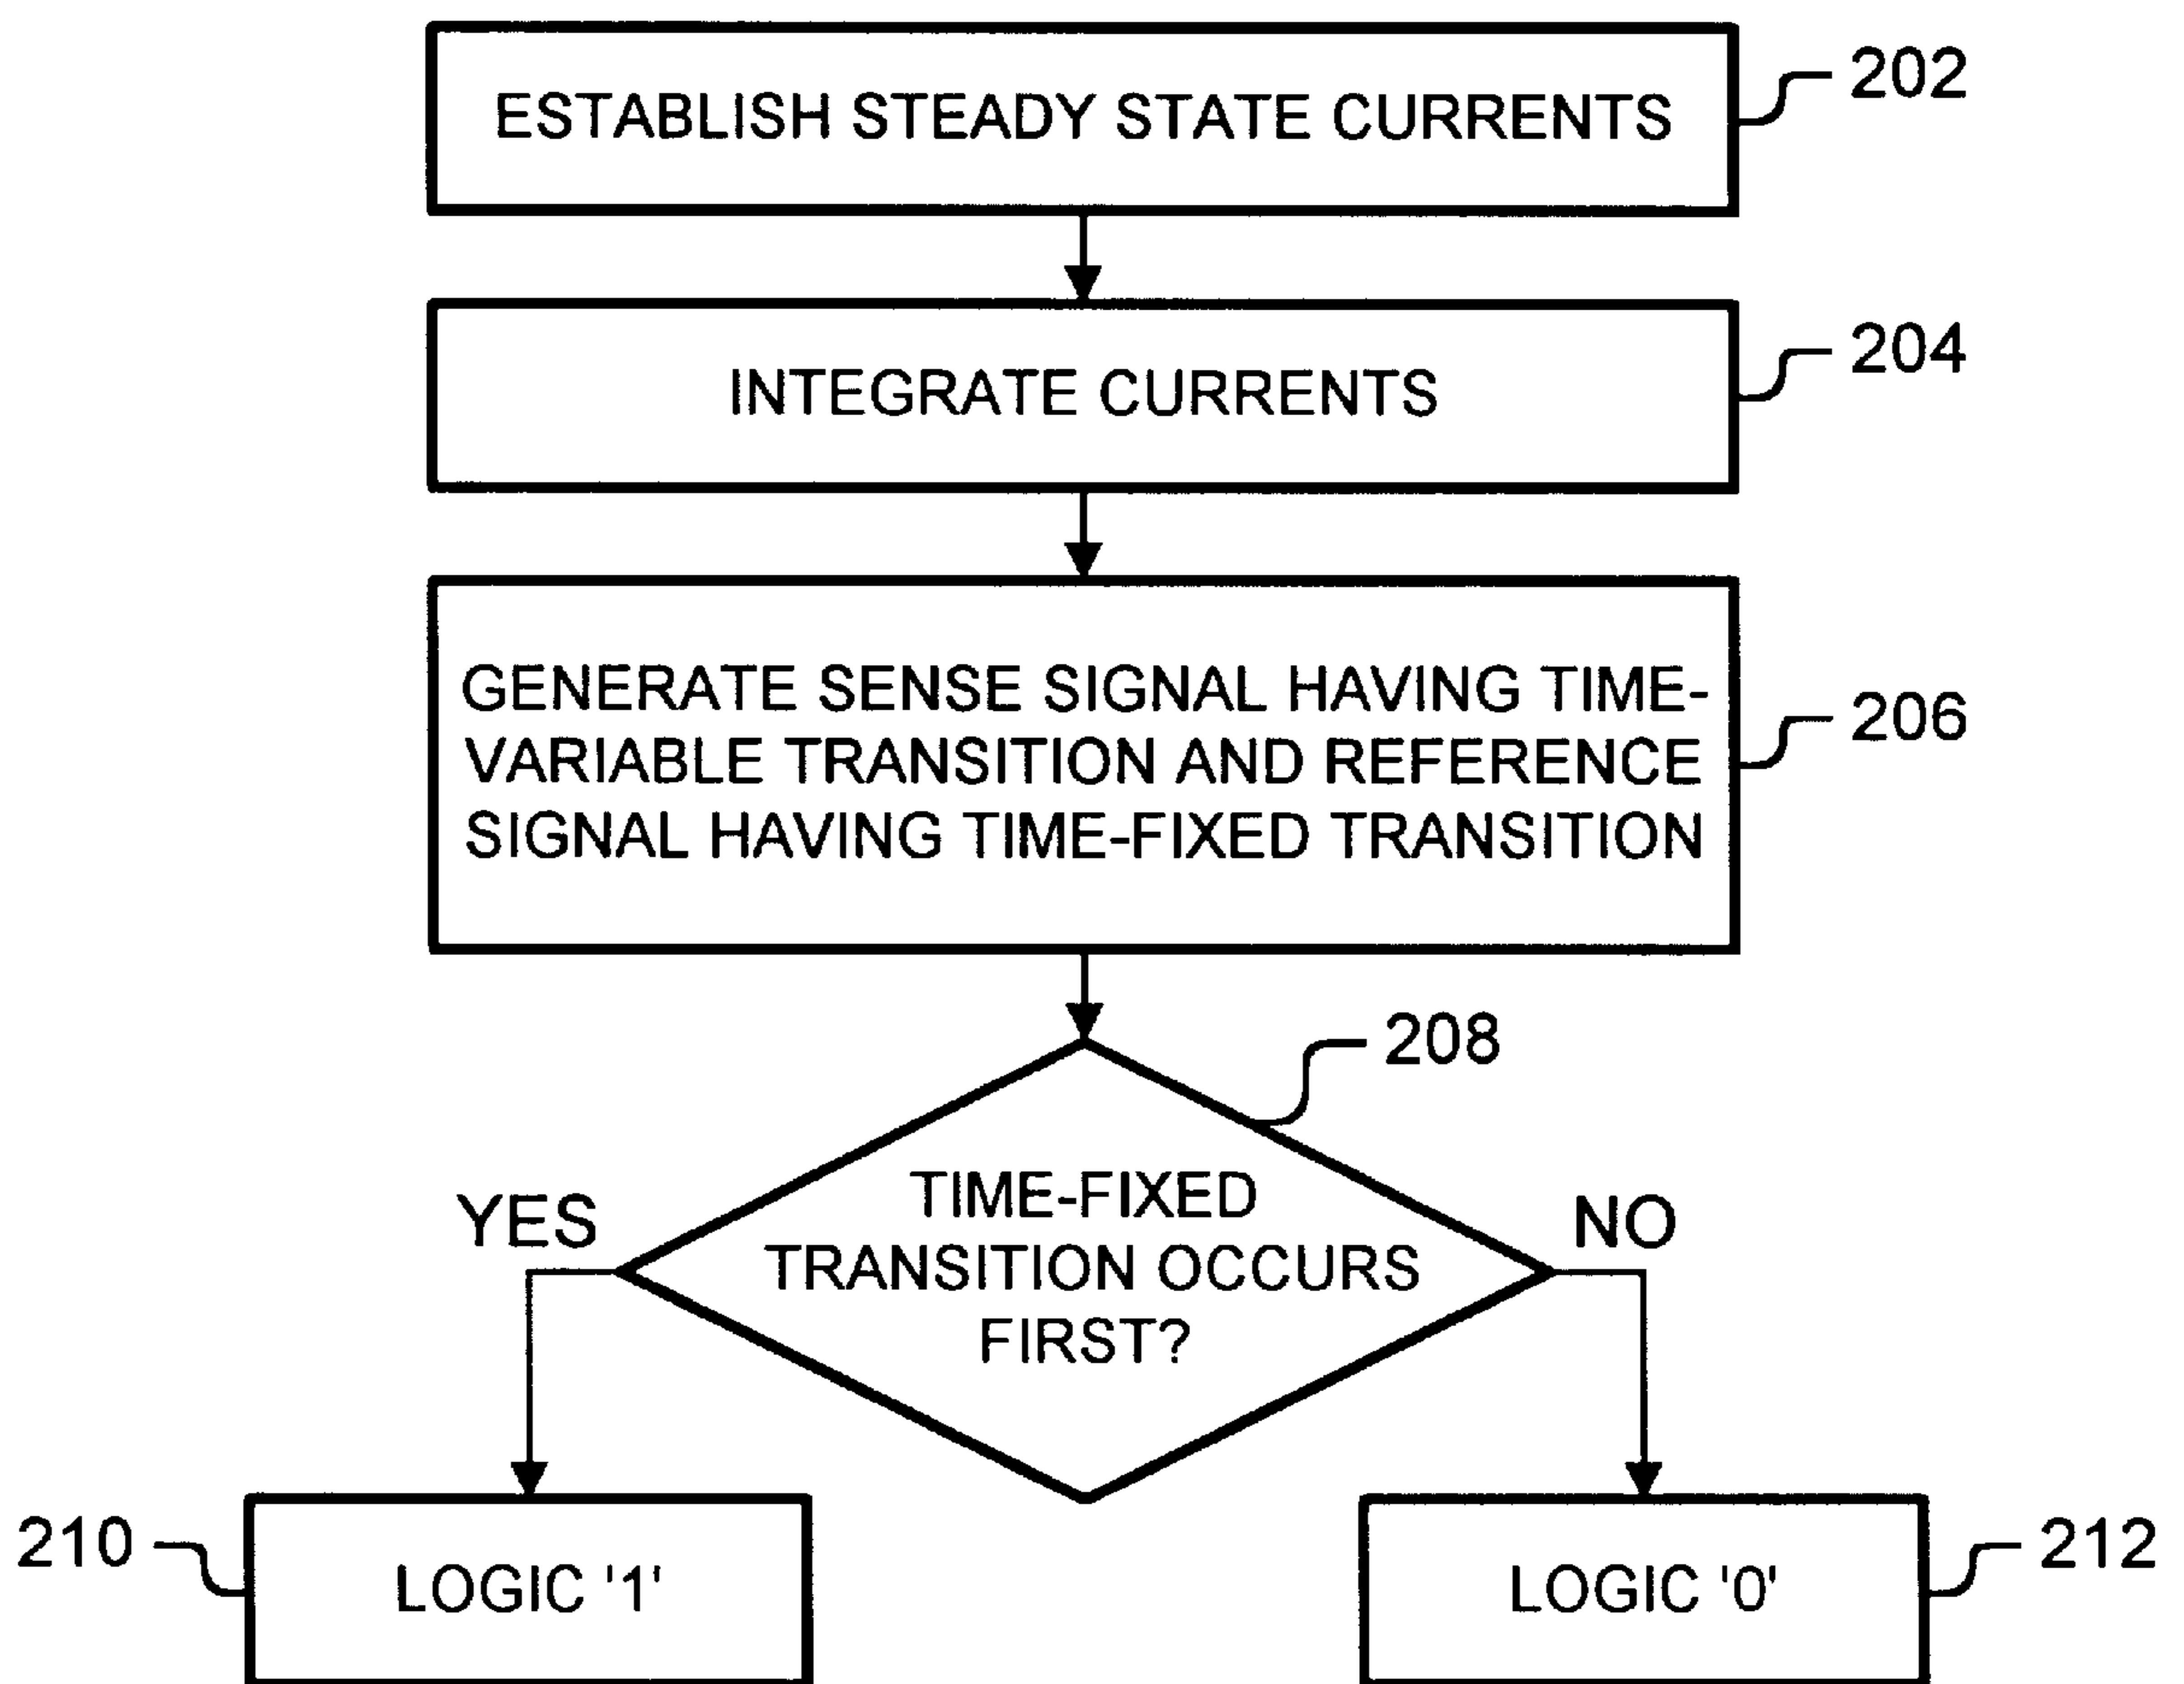 202
ESTABLISH STEADY STATE CURRENTS
204
INTEGRATE CURRENTS
GENERATE SENSE SIGNAL HAVING TIME-
206
VARIABLE TRANSITION AND REFERENCE
SIGNAL HAVING TIME-FIXED TRANSITION
208
YES
TIME-FIXED
TRANSITION OCCURS
FIRST?
NO
210
LOGIC '1'
LOGIC '0'
212